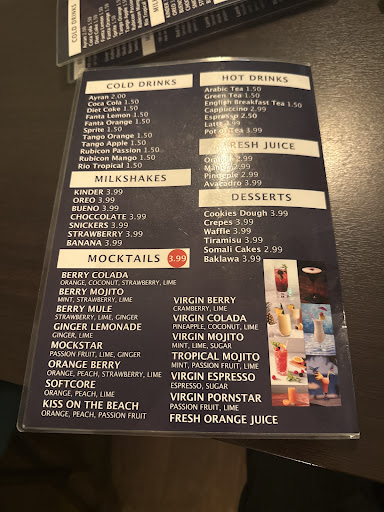 COLD DRINKS
Ayran 2.00
Coca Cola 1.50
Diet Coke 1.50
Fanta Lemon 1.50
Fanta Orange 1.50
Sprite 1.50
Tango Orange 1.50
Tango Apple 1.50
Rubicon Passion 1.50
Rubicon Mango 1.50
Rio Tropical 1.50
MILKSHAKES
KINDER 3.99
OREO 3.99
BUENO 3.99
CHOCCOLATE 3.99
SNICKERS 3.99
STRAWBERRY 3.99
BANANA 3.99
HOT DRINKS
Arabic Tea 1.50
Green Tea 1.50
English Breakfast Tea 1.50
Cappuccino 2.99
Espresso 2.50
Latte 2.99
Pot of Tea 3.99
FRESH JUICE
Orange 3.99
Mango 3.99
Pineaple 3.99
Avacadro 3.99
DESSERTS
Cookies Dough 3.99
Crepes 3.99
Waffle 3.99
Tiramisu 3.99
Somali Cakes 2.99
Baklawa 3.99
MOCKTAILS 3.99
BERRY COLADA
ORANGE, COCONUT, STRAWBERRY, LIME
BERRY MOJITO
MINT, STRAWBERRY, LIME
BERRY MULE
STRAWBERRY, LIME, GINGER
GINGER LEMONADE
GINGER, LIME
MOCKSTAR
PASSION FRUIT, LIME, GINGER
ORANGE BERRY
ORANGE, PEACH, STRAWBERRY, LIME
SOFTCORE
ORANGE, PEACH, LIME
KISS ON THE BEACH
ORANGE, PEACH, PASSION FRUIT
VIRGIN BERRY
CRAMBERRY, LIME
VIRGIN COLADA
PINEAPPLE, COCONUT, LIME
VIRGIN MOJITO
MINT, LIME, SUGAR
TROPICAL MOJITO
MINT, PASSION FRUIT, LIME
VIRGIN ESPRESSO
ESPRESSO, SUGAR
VIRGIN PORNSTAR
PASSION FRUIT, LIME
FRESH ORANGE JUICE